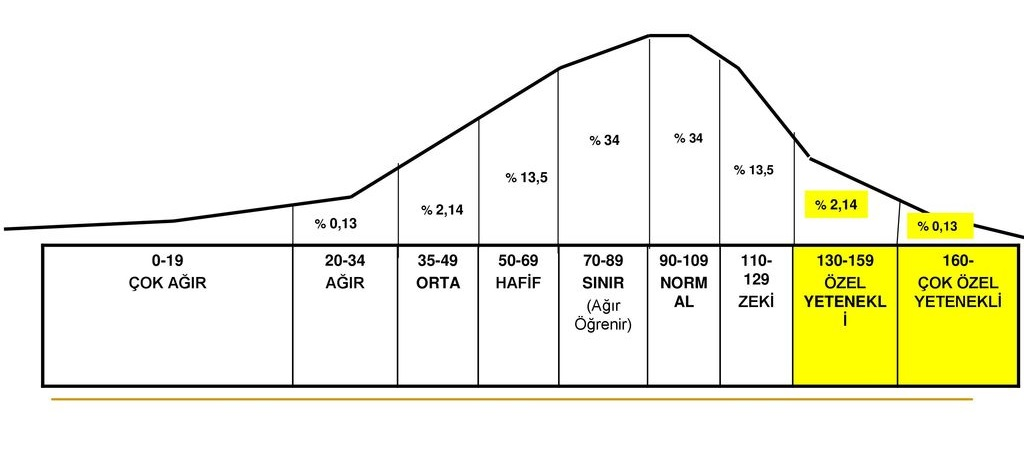 % 34
% 34
% 13,5
% 13,5
% 2,14
% 2,14
% 0,13
% 0,13
0-19
ÇOK AĞIR
20-34
AĞIR
35-49
ORTA
50-69
HAFİF
70-89
SINIR
(Ağır
Öğrenir)
90-109
NORM
AL
110-
129
ZEKİ
130-159
ÖZEL
YETENEKL
İ
160-
ÇOK ÖZEL
YETENEKLİ